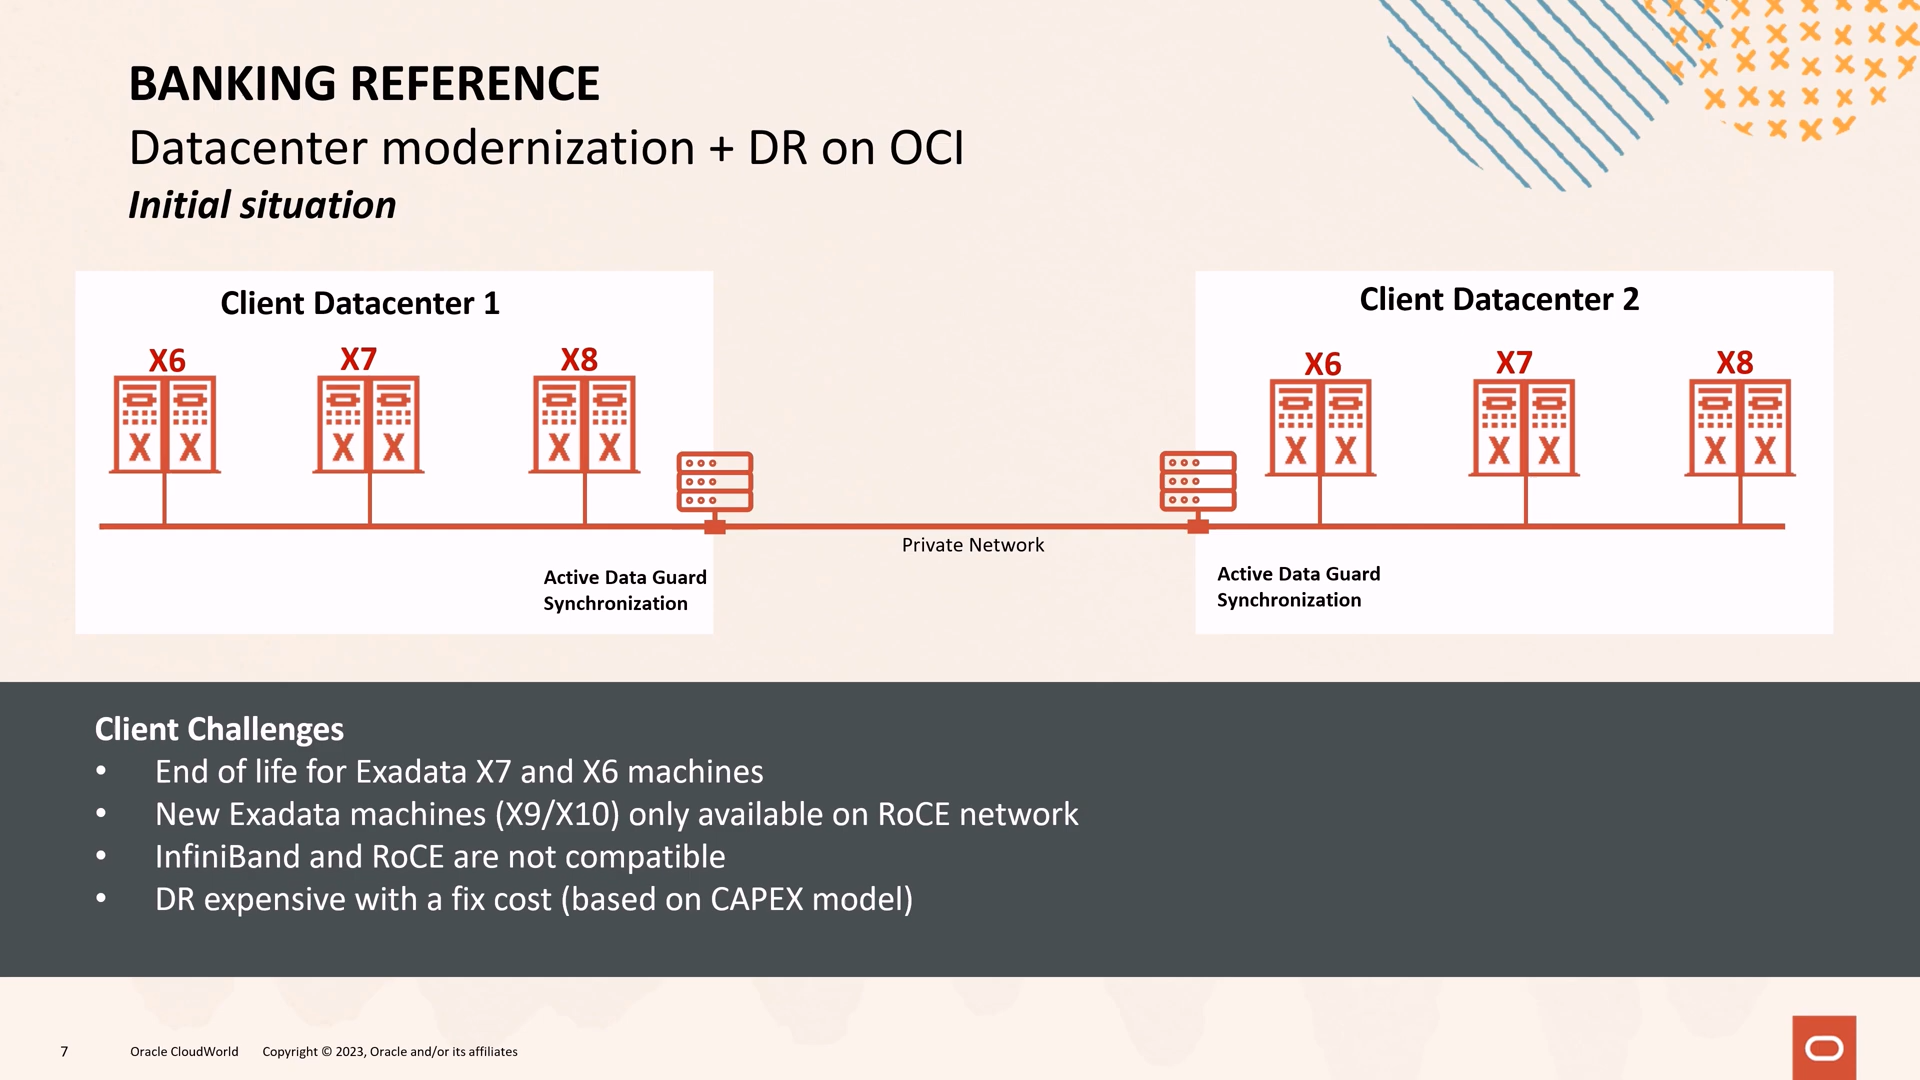 BANKING REFERENCE
Datacenter modernization + DR on OCI
Initial situation
Client Datacenter 1
X6
X7
X8
X X
X X
X X
Active Data Guard
Synchronization
Private Network
Client Datacenter 2
X6
X7
X8
X X
X X
X X
Active Data Guard
Synchronization
Client Challenges
• End of life for Exadata X7 and X6 machines
• New Exadata machines (X9/X10) only available on RoCE network
• InfiniBand and RoCE are not compatible
• DR expensive with a fix cost (based on CAPEX model)
7 Oracle CloudWorld Copyright © 2023, Oracle and/or its affiliates